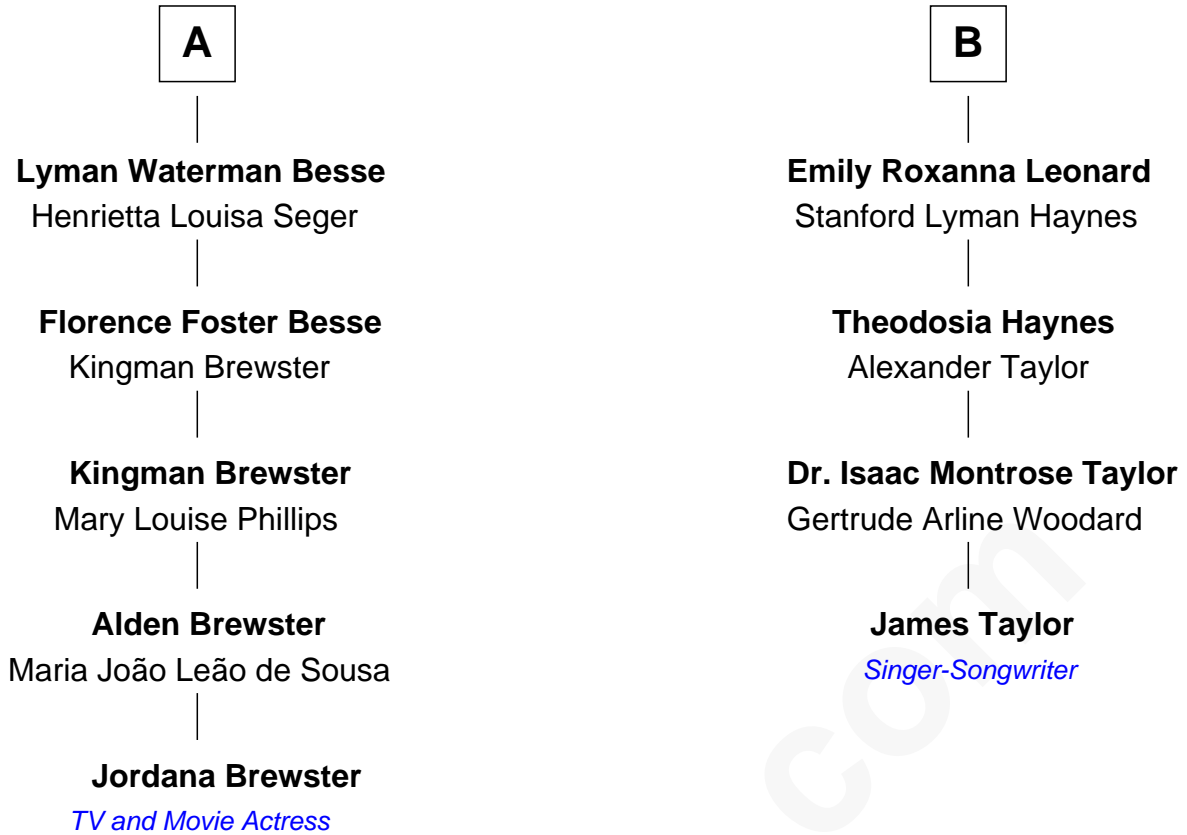 A
Lyman Waterman Besse
Henrietta Louisa Seger
Florence Foster Besse
Kingman Brewster
Kingman Brewster
Mary Louise Phillips
Alden Brewster
Maria João Leão de Sousa
Jordana Brewster
TV and Movie Actress
B
Emily Roxanna Leonard
Stanford Lyman Haynes
Theodosia Haynes
Alexander Taylor
Dr. Isaac Montrose Taylor
Gertrude Arline Woodard
James Taylor
Singer-Songwriter
com